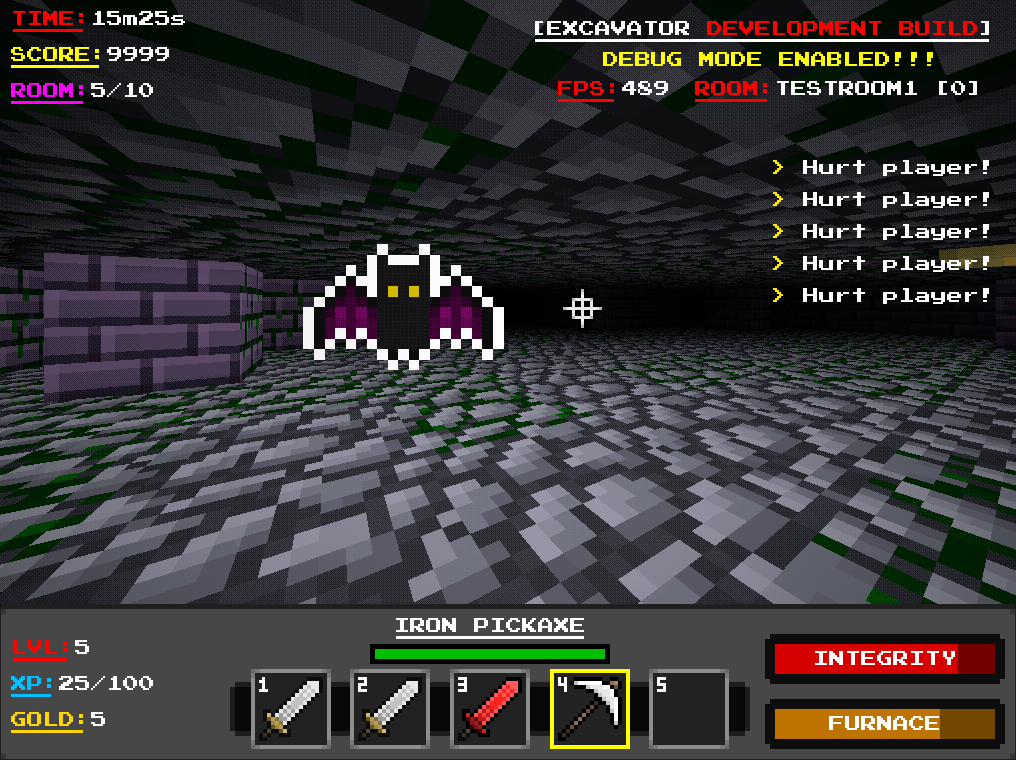 TIME:15m25s
SCORE:9999
ROOM:5/10
[EXCAVATOR DEVELOPMENT BUILD]
DEBUG MODE ENABLED!!!
FPS:489 ROOM:TESTROOM1 [0]
> Hurt player!
> Hurt player!
> Hurt player!
> Hurt player!
> Hurt player!
LVL:5
XP:25/100
GOLD:5
IRON PICKAXE
1 2 3 4 5
INTEGRITY
FURNACE